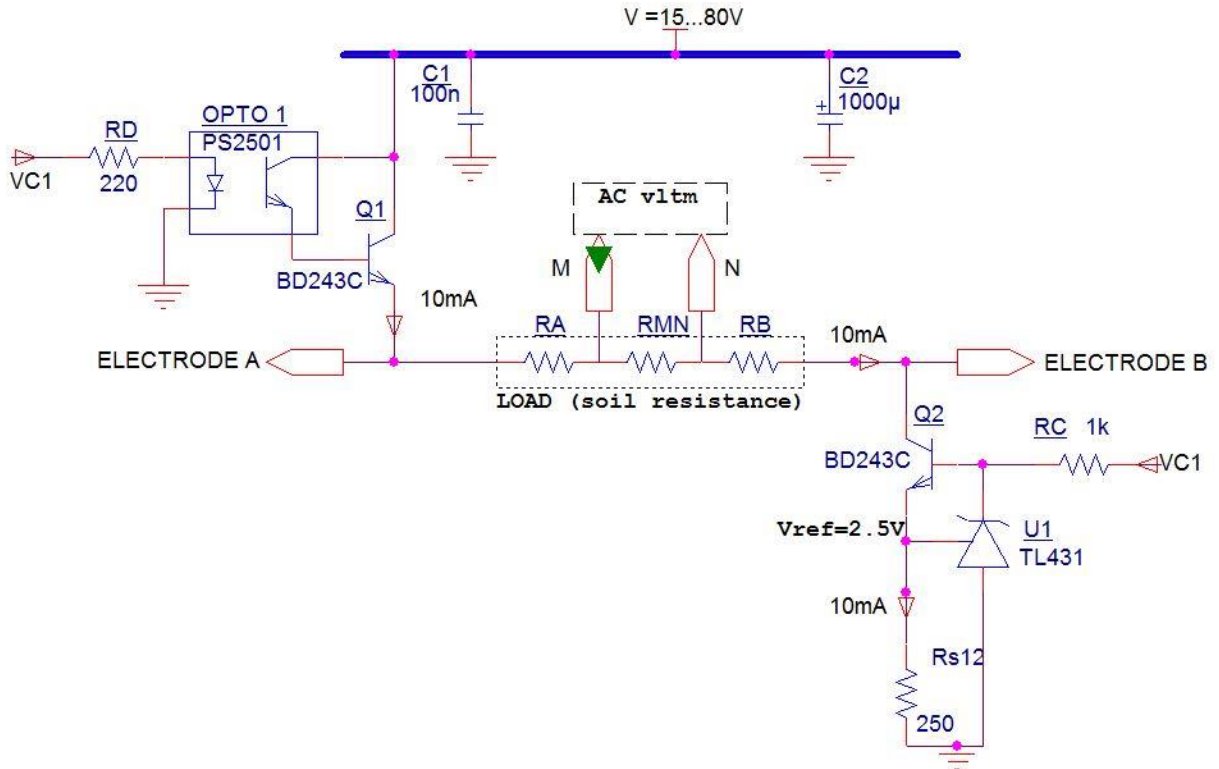 V =15...80V
C1
100n
C2
1000µ
+
OPTO 1
PS2501
RD
220
VC1
Q1
BD243C
AC vltm
M
N
10mA
RA
RMN
RB
10mA
ELECTRODE A
ELECTRODE B
LOAD (soil resistance)
Q2
BD243C
RC 1k
VC1
Vref=2.5V
U1
TL431
10mA
Rs12
250